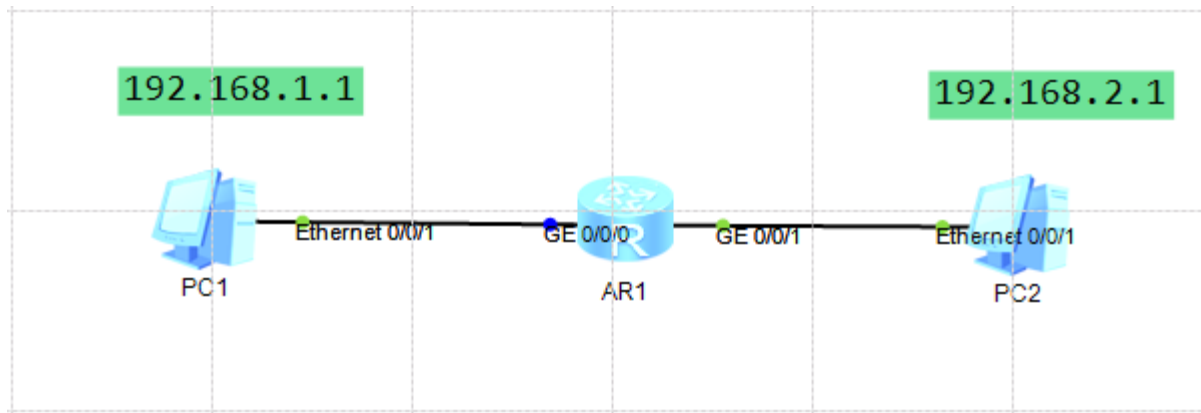 192.168.1.1
192.168.2.1
Ethernet 0/0/1
GE 0/0/0
R
GE 0/0/1
Ethernet 0/0/1
PC1
AR1
PC2